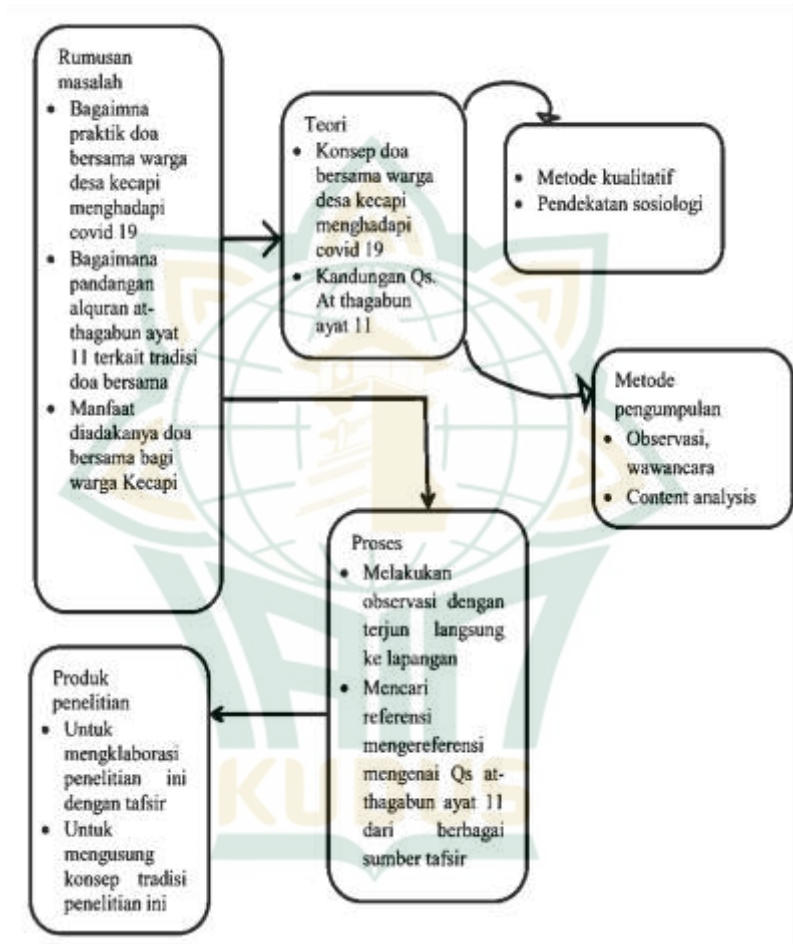 Rumusan
masalah
• Bagaimna
praktik doa
bersama warga
desa kecapi
menghadapi
covid 19
• Bagaimana
pandangan
alquran at-
thagabun ayat
11 terkait tradisi
doa bersama
• Manfaat
diadakanya doa
bersama bagi
warga Kecapi
Teori
• Konsep doa
bersama warga
desa kecapi
menghadapi
covid 19
• Kandungan Qs.
At thagabun
ayat 11
• Metode kualitatif
• Pendekatan sosiologi
Metode
pengumpulan
• Observasi,
wawancara
• Content analysis
Proses
• Melakukan
observasi dengan
terjun langsung
ke lapangan
• Mencari
referensi
mengereferensi
mengenai Qs at-
thagabun ayat 11
dari berbagai
sumber tafsir
Produk
penelitian
• Untuk
mengklaborasi
penelitian ini
dengan tafsir
• Untuk
mengusung
konsep tradisi
penelitian ini
KUDUS